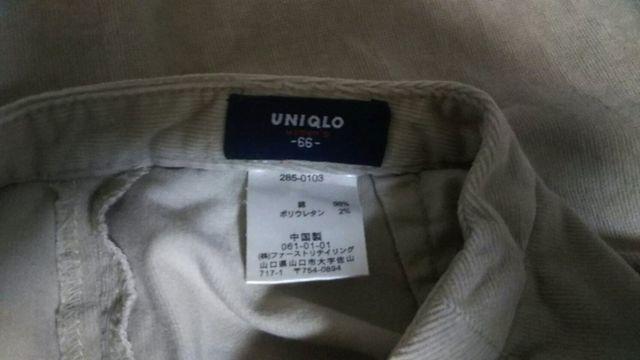 UNIQLO
WOMEN'S
-66-
285-0103
綿 98%
ポリウレタン 2%
中国製
061-01-01
(株)ファーストリテイリング
山口県山口市大字佐山
717-1 〒754-0894